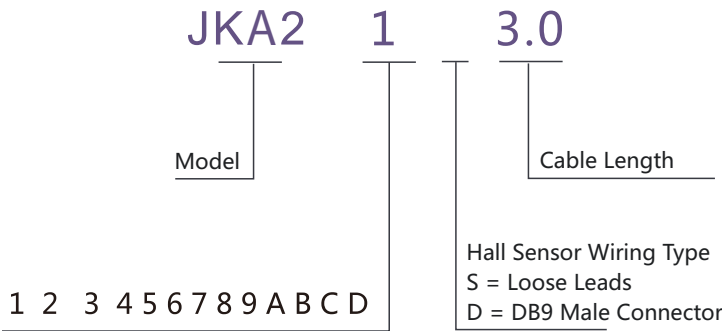 JKA2 1 3.0
Model
Cable Length
Hall Sensor Wiring Type
S = Loose Leads
D = DB9 Male Connector
1 2 3 4 5 6 7 8 9 A B C D